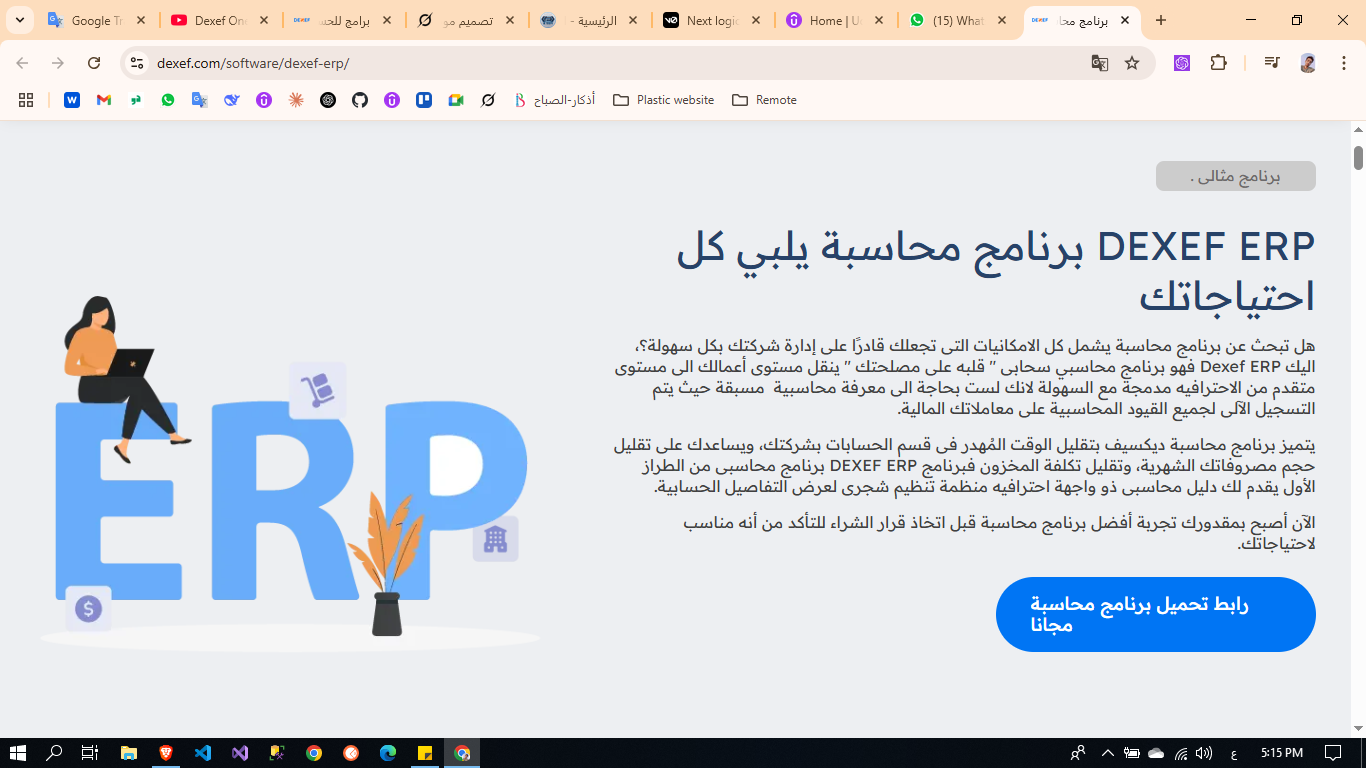 Google Tr
Dexef One
برامج للحس
تصميم مو
الرئيسية -
Next logic
Home | U
(15) What
برنامج محا
dexef.com/software/dexef-erp/
أذكار-الصباح
Plastic website
Remote
برنامج مثالى .
DEXEF ERP برنامج محاسبة يلبي كل
احتياجاتك
هل تبحث عن برنامج محاسبة يشمل كل الامكانيات التى تجعلك قادرًا على إدارة شركتك بكل سهولة؟،
اليك Dexef ERP فهو برنامج محاسبي سحابى " قلبه على مصلحتك " ينقل مستوى أعمالك الى مستوى
متقدم من الاحترافيه مدمجة مع السهولة لانك لست بحاجة الى معرفة محاسبية مسبقة حيث يتم
التسجيل الآلى لجميع القيود المحاسبية على معاملاتك المالية.
يتميز برنامج محاسبة ديكسيف بتقليل الوقت المُهدر فى قسم الحسابات بشركتك، ويساعدك على تقليل
حجم مصروفاتك الشهرية، وتقليل تكلفة المخزون فبرنامج DEXEF ERP برنامج محاسبى من الطراز
الأول يقدم لك دليل محاسبى ذو واجهة احترافيه منظمة تنظيم شجرى لعرض التفاصيل الحسابية.
الآن أصبح بمقدورك تجربة أفضل برنامج محاسبة قبل اتخاذ قرار الشراء للتأكد من أنه مناسب
لاحتياجاتك.
رابط تحميل برنامج محاسبة
مجانا
ERP
ع
5:15 PM